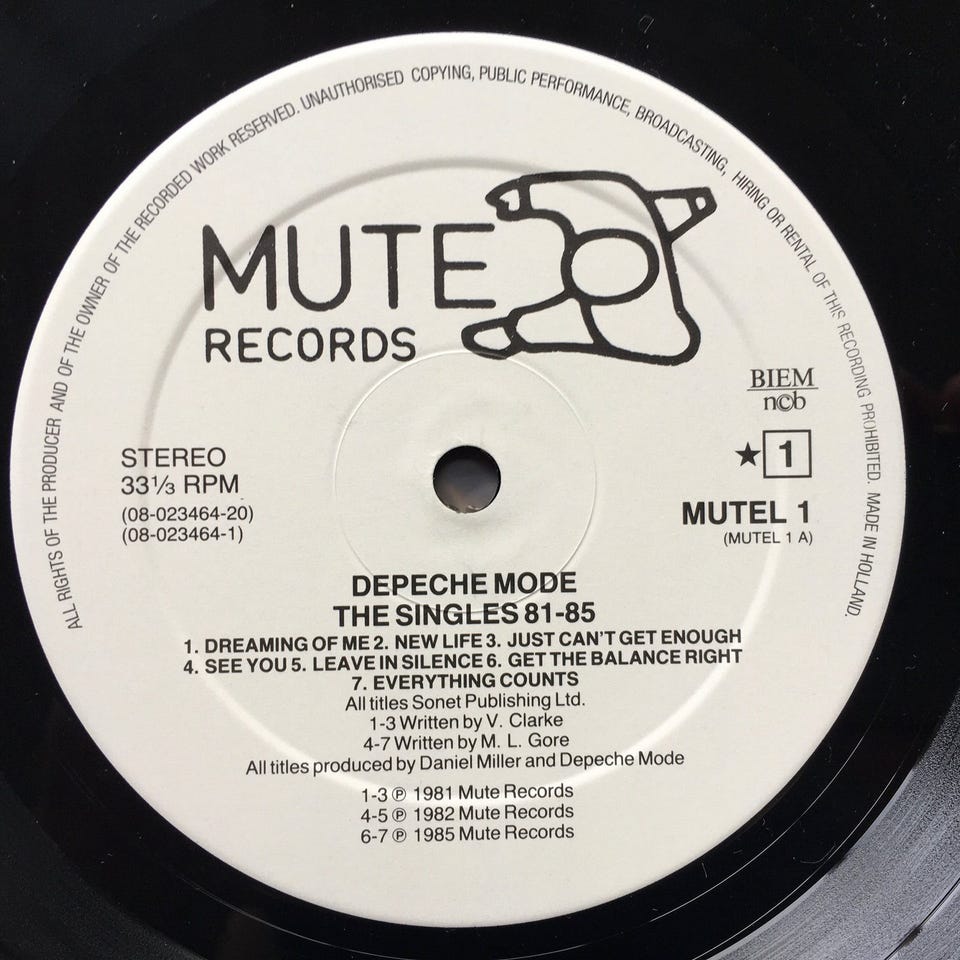 ALL RIGHTS OF THE PRODUCER AND OF THE OWNER OF THE RECORDED WORK RESERVED. UNAUTHORISED COPYING, PUBLIC PERFORMANCE, BROADCASTING, HIRING OR RENTAL OF THIS RECORDING PROHIBITED. MADE IN HOLLAND.
MUTE
RECORDS
BIEM
ncb
STEREO
33⅓ RPM
(08-023464-20)
(08-023464-1)
★ 1
MUTEL 1
(MUTEL 1 A)
DEPECHE MODE
THE SINGLES 81-85
1. DREAMING OF ME 2. NEW LIFE 3. JUST CAN'T GET ENOUGH
4. SEE YOU 5. LEAVE IN SILENCE 6. GET THE BALANCE RIGHT
7. EVERYTHING COUNTS
All titles Sonet Publishing Ltd.
1-3 Written by V. Clarke
4-7 Written by M. L. Gore
All titles produced by Daniel Miller and Depeche Mode
1-3 ℗ 1981 Mute Records
4-5 ℗ 1982 Mute Records
6-7 ℗ 1985 Mute Records